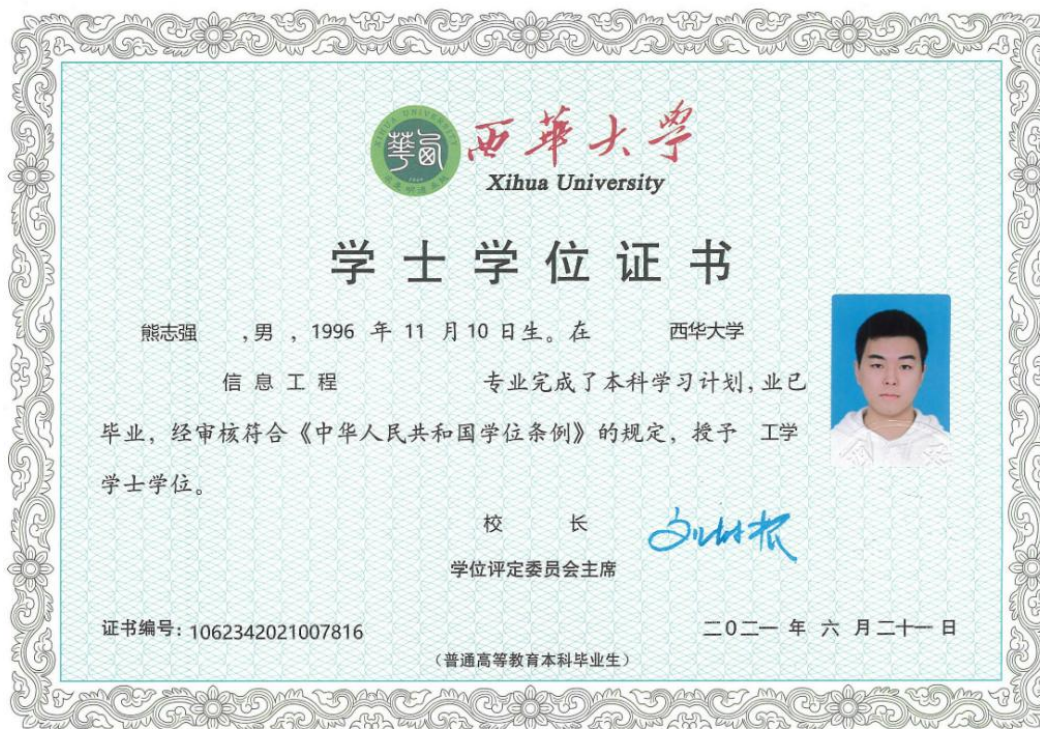 XIHUA UNIVERSITY
西華大學
Xihua University
学士学位证书
熊志强 ,男 , 1996 年 11 月 10 日生。在 西华大学
信息工程 专业完成了本科学习计划, 业已
毕业, 经审核符合《中华人民共和国学位条例》的规定, 授予 工学
学士学位。
校 长
学位评定委员会主席
证书编号: 1062342021007816
二0二一 年 六 月二十一 日
(普通高等教育本科毕业生)